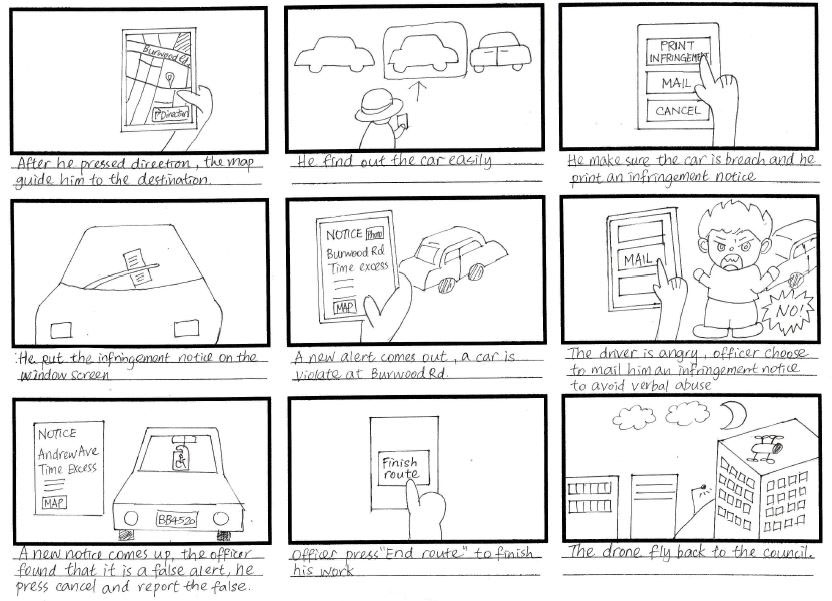 Burwood Rd
Direction
After he pressed direction, the map
guide him to the destination.
He find out the car easily
PRINT
INFRINGEMENT
MAIL
CANCEL
He make sure the car is breach and he
print an infringement notice
He put the infringement notice on the
window screen
NOTICE Photo
Burwood Rd
Time excess
MAP
A new alert comes out, a car is
violate at Burwood Rd.
MAIL
NO!
The driver is angry, officer choose
to mail him an infringement notice
to avoid verbal abuse
NOTICE
Andrew Ave
Time Excess
MAP
BB4520
A new notice comes up, the officer
found that it is a false alert, he
press cancel and report the false.
Finish
route
officer press "End route" to finish
his work
The drone fly back to the council.